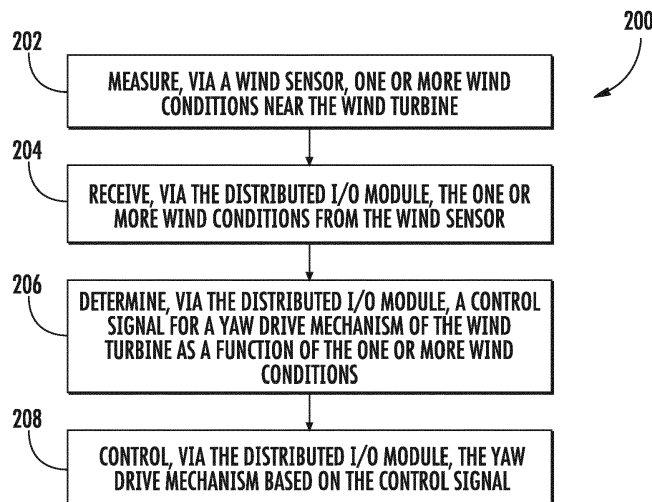 200
202
MEASURE, VIA A WIND SENSOR, ONE OR MORE WIND
CONDITIONS NEAR THE WIND TURBINE
204
RECEIVE, VIA THE DISTRIBUTED I/O MODULE, THE ONE OR
MORE WIND CONDITIONS FROM THE WIND SENSOR
206
DETERMINE, VIA THE DISTRIBUTED I/O MODULE, A CONTROL
SIGNAL FOR A YAW DRIVE MECHANISM OF THE WIND
TURBINE AS A FUNCTION OF THE ONE OR MORE WIND
CONDITIONS
208
CONTROL, VIA THE DISTRIBUTED I/O MODULE, THE YAW
DRIVE MECHANISM BASED ON THE CONTROL SIGNAL